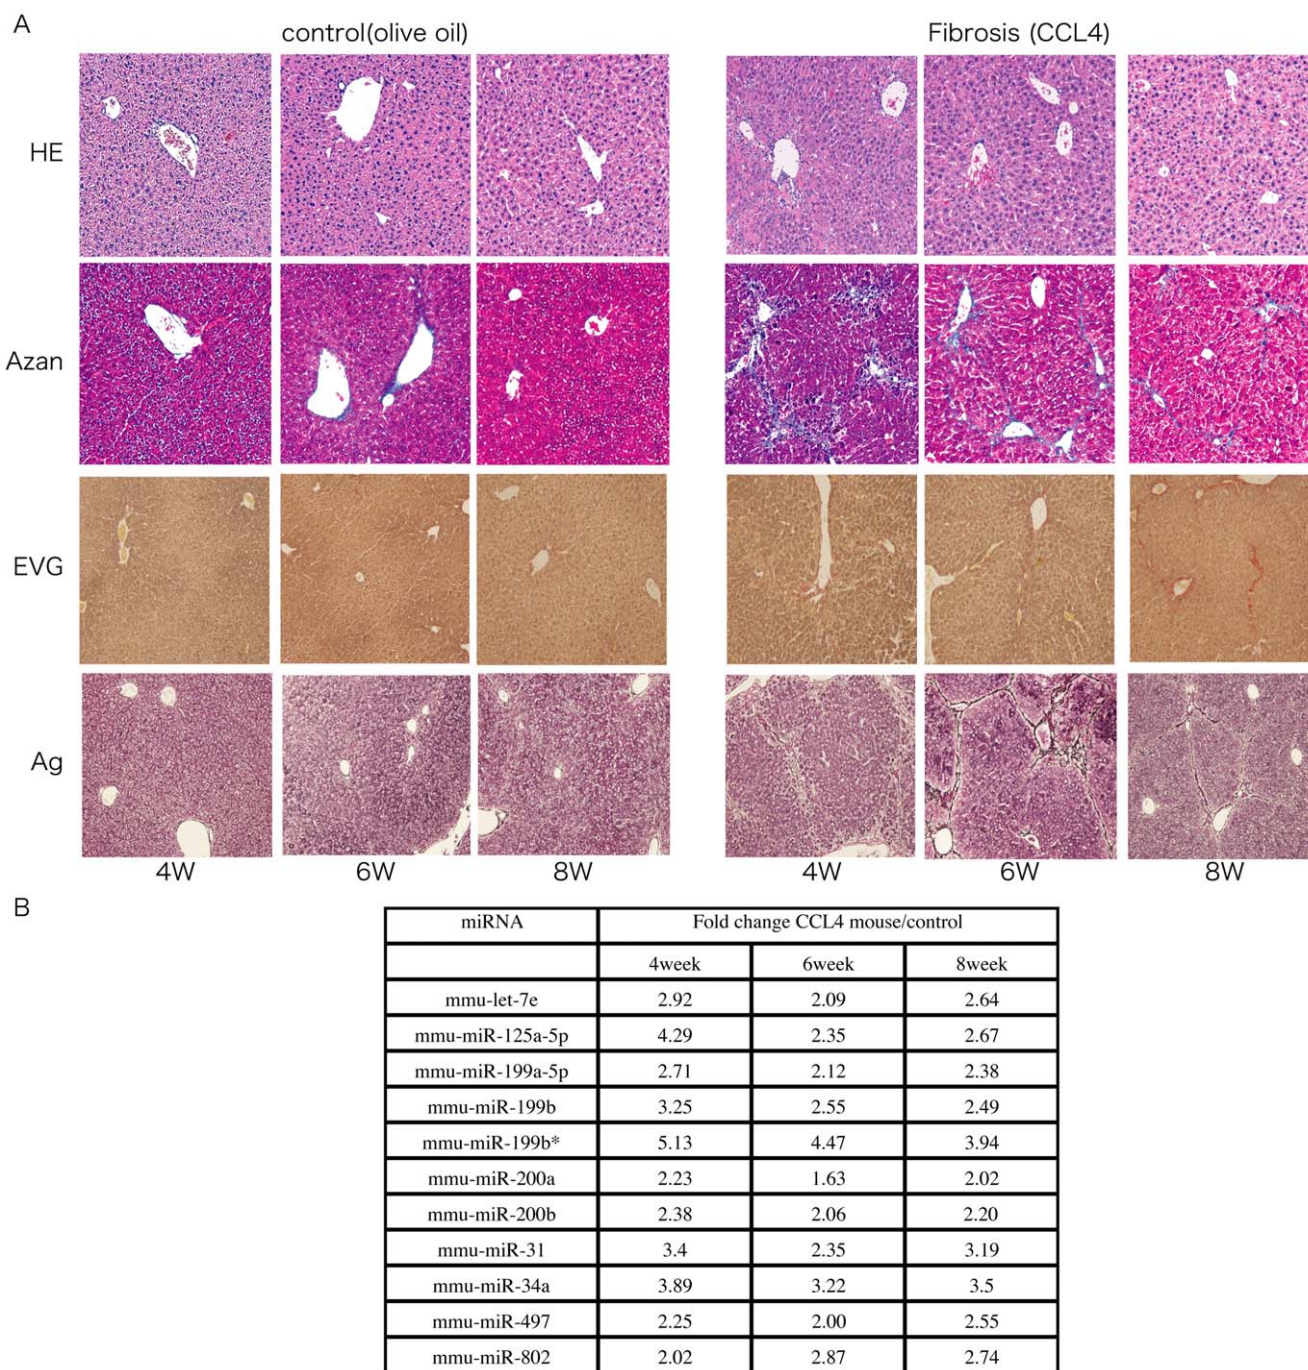 A
control(olive oil)
Fibrosis (CCL4)
HE
Azan
EVG
Ag
4W 6W 8W 4W 6W 8W
B
miRNA Fold change CCL4 mouse/control
4week 6week 8week
mmu-let-7e 2.92 2.09 2.64
mmu-miR-125a-5p 4.29 2.35 2.67
mmu-miR-199a-5p 2.71 2.12 2.38
mmu-miR-199b 3.25 2.55 2.49
mmu-miR-199b* 5.13 4.47 3.94
mmu-miR-200a 2.23 1.63 2.02
mmu-miR-200b 2.38 2.06 2.20
mmu-miR-31 3.4 2.35 3.19
mmu-miR-34a 3.89 3.22 3.5
mmu-miR-497 2.25 2.00 2.55
mmu-miR-802 2.02 2.87 2.74